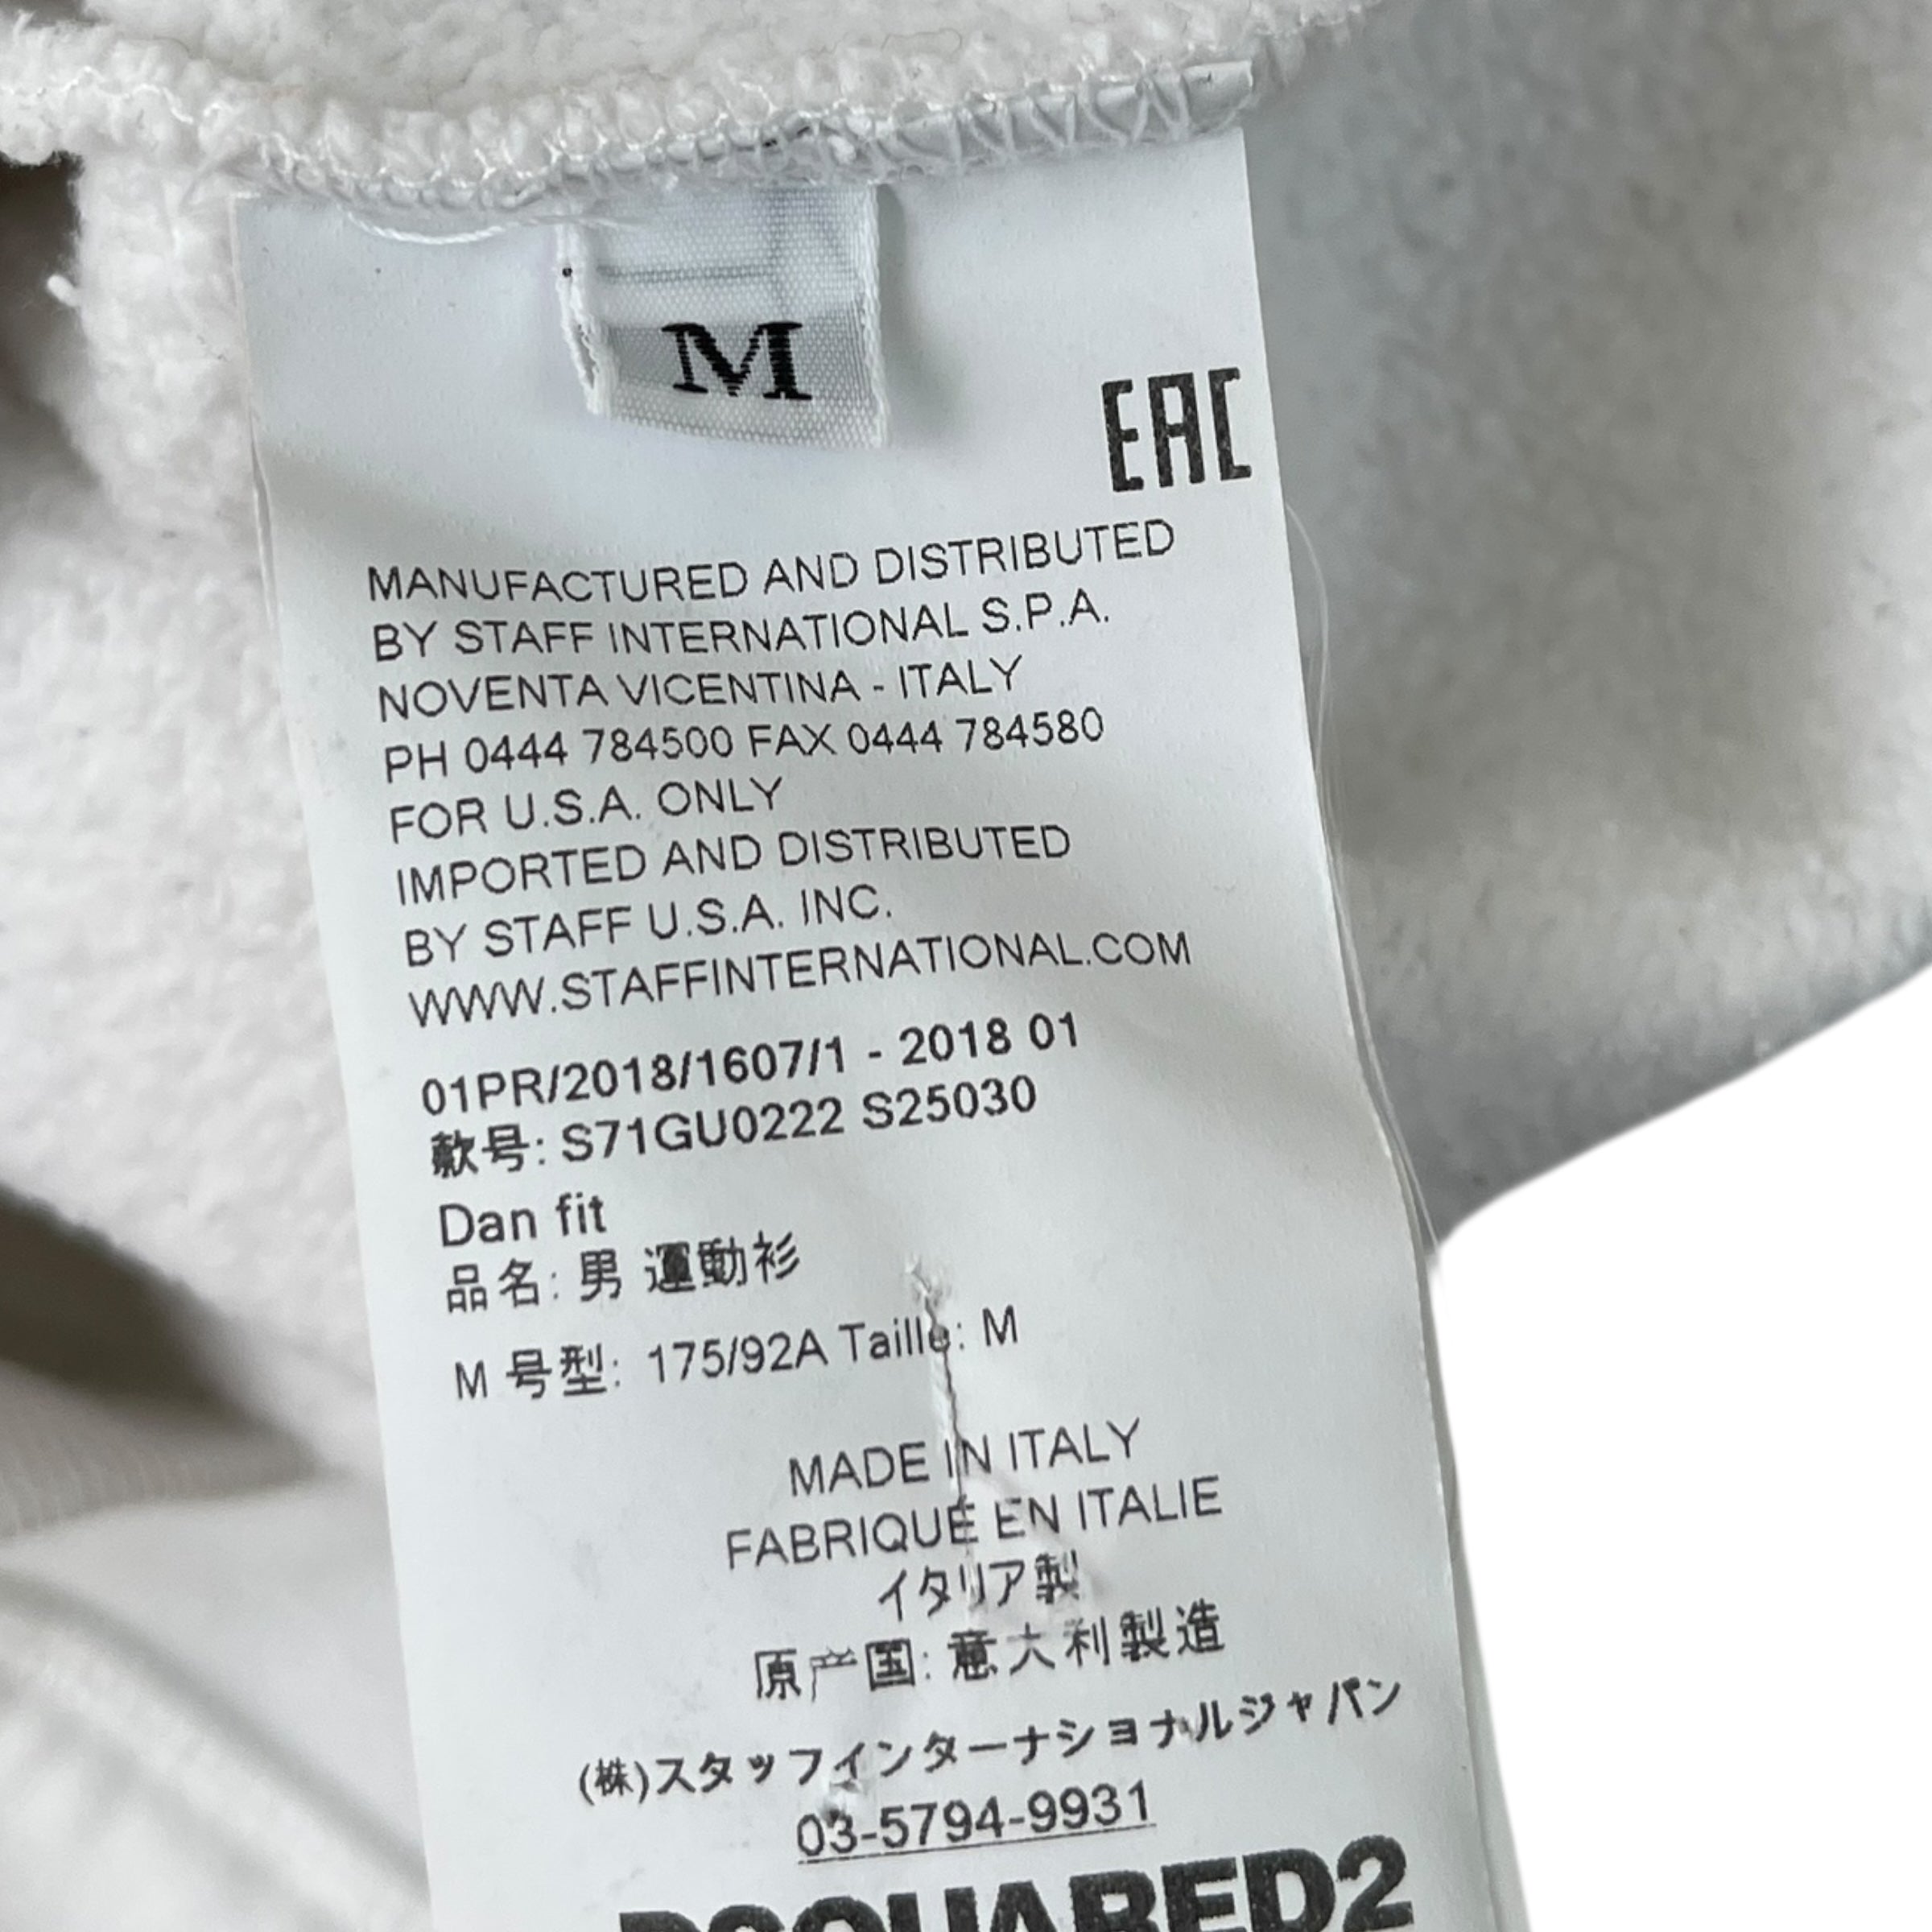 M
EAC
MANUFACTURED AND DISTRIBUTED
BY STAFF INTERNATIONAL S.P.A.
NOVENTA VICENTINA - ITALY
PH 0444 784500 FAX 0444 784580
FOR U.S.A. ONLY
IMPORTED AND DISTRIBUTED
BY STAFF U.S.A. INC.
WWW.STAFFINTERNATIONAL.COM
01PR/2018/1607/1 - 2018 01
款号: S71GU0222 S25030
Dan fit
品名: 男 運動衫
M 号型: 175/92A Taille: M
MADE IN ITALY
FABRIQUÉ EN ITALIE
イタリア製
原产国: 意大利製造
(株)スタッフインターナショナルジャパン
03-5794-9931
DSQUARED2